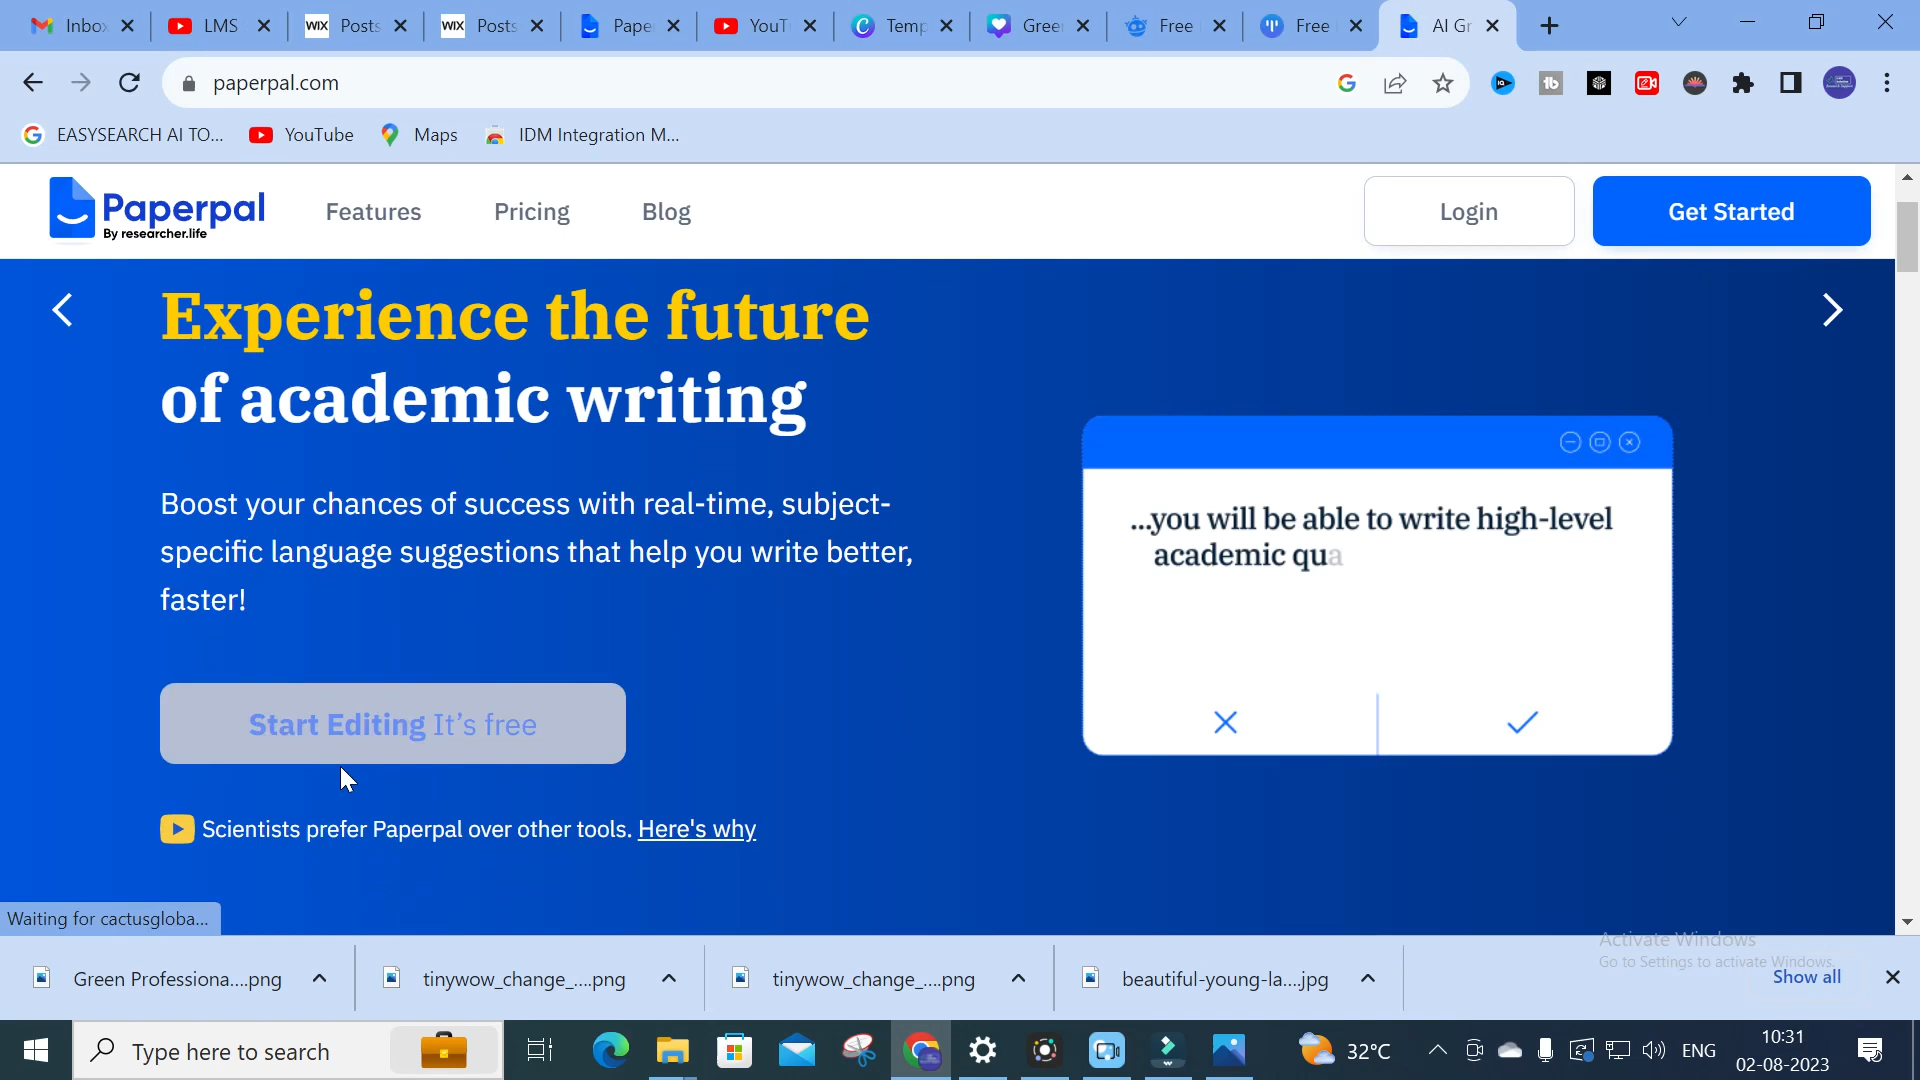 Inbox
LMS
WIX Posts
WIX Posts
Pape
YouT
Temp
Gree
Free
Free
AI Gr
paperpal.com
EASYSEARCH AI TO...
YouTube
Maps
IDM Integration M...
Paperpal
By researcher.life
Features
Pricing
Blog
Login
Get Started
Experience the future
of academic writing
Boost your chances of success with real-time, subject-
specific language suggestions that help you write better,
faster!
Start Editing It's free
Scientists prefer Paperpal over other tools. Here's why
...you will be able to write high-level
academic qua
Waiting for cactusgloba...
Activate Windows
Go to Settings to activate Windows.
Green Professiona....png
tinywow_change_....png
tinywow_change_....png
beautiful-young-la....jpg
Show all
Type here to search
32°C
ENG
10:31
02-08-2023